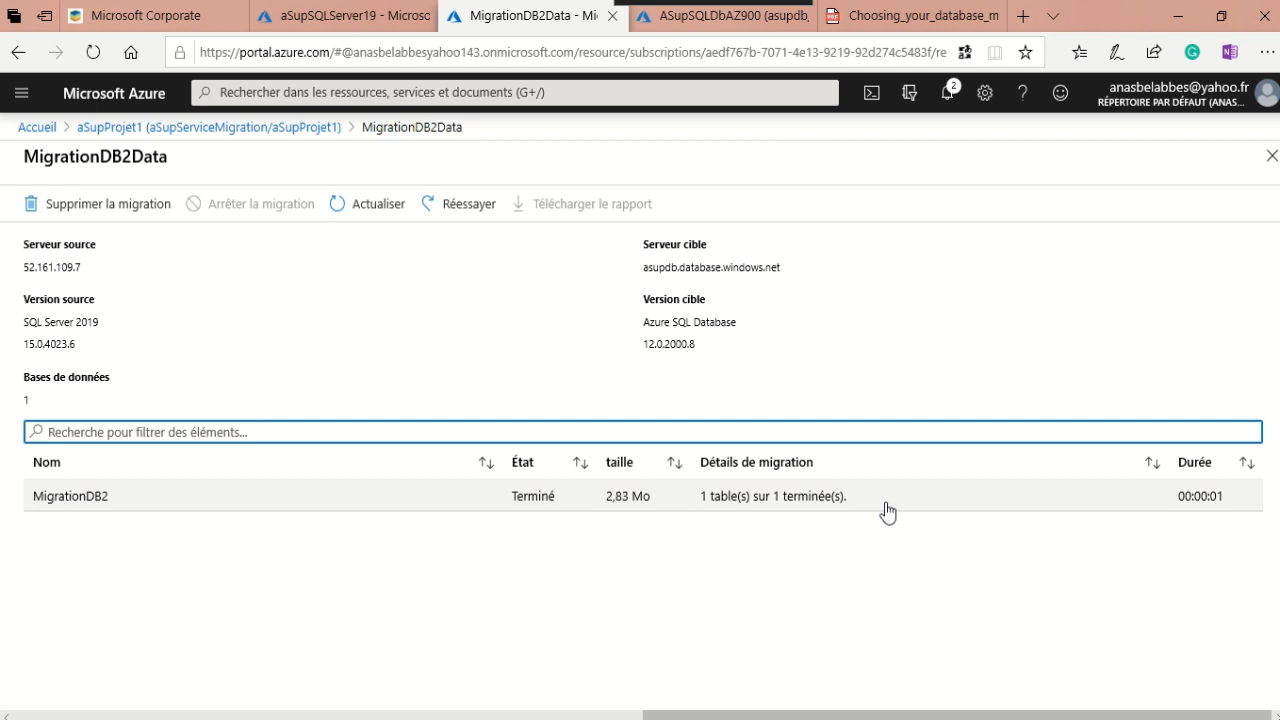 Microsoft Corporate
aSupSQLServer19 - Microso
MigrationDB2Data - Mi
ASupSQLDbAZ900 (asupdb,
Choosing_your_database_m
https://portal.azure.com/#@anasbelabbesyahoo143.onmicrosoft.com/resource/subscriptions/aedf767b-7071-4e13-9219-92d274c5483f/re
Microsoft Azure
Rechercher dans les ressources, services et documents (G+/)
2
anasbelabbes@yahoo.fr
RÉPERTOIRE PAR DÉFAUT (ANAS...
Accueil > aSupProjet1 (aSupServiceMigration/aSupProjet1) > MigrationDB2Data
MigrationDB2Data
Supprimer la migration Arrêter la migration Actualiser Réessayer Télécharger le rapport
Serveur source
52.161.109.7
Serveur cible
asupdb.database.windows.net
Version source
SQL Server 2019
15.0.4023.6
Version cible
Azure SQL Database
12.0.2000.8
Bases de données
1
Recherche pour filtrer des éléments...
Nom État taille Détails de migration Durée
MigrationDB2 Terminé 2,83 Mo 1 table(s) sur 1 terminée(s). 00:00:01